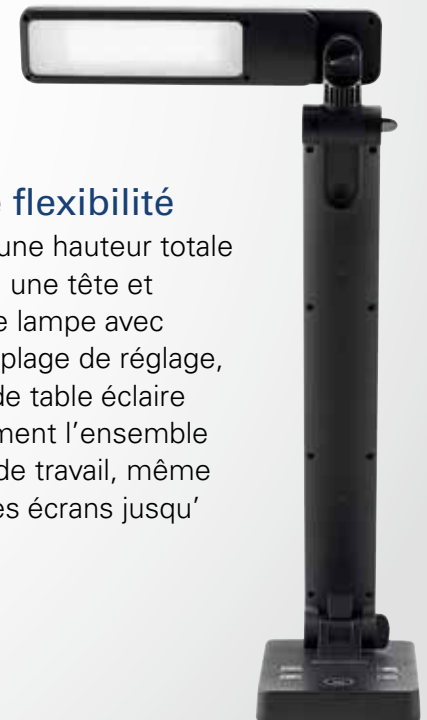 flexibilité
une hauteur totale
une tête et
lampe avec
plage de réglage,
de table éclaire
ment l’ensemble
de travail, même
es écrans jusqu’